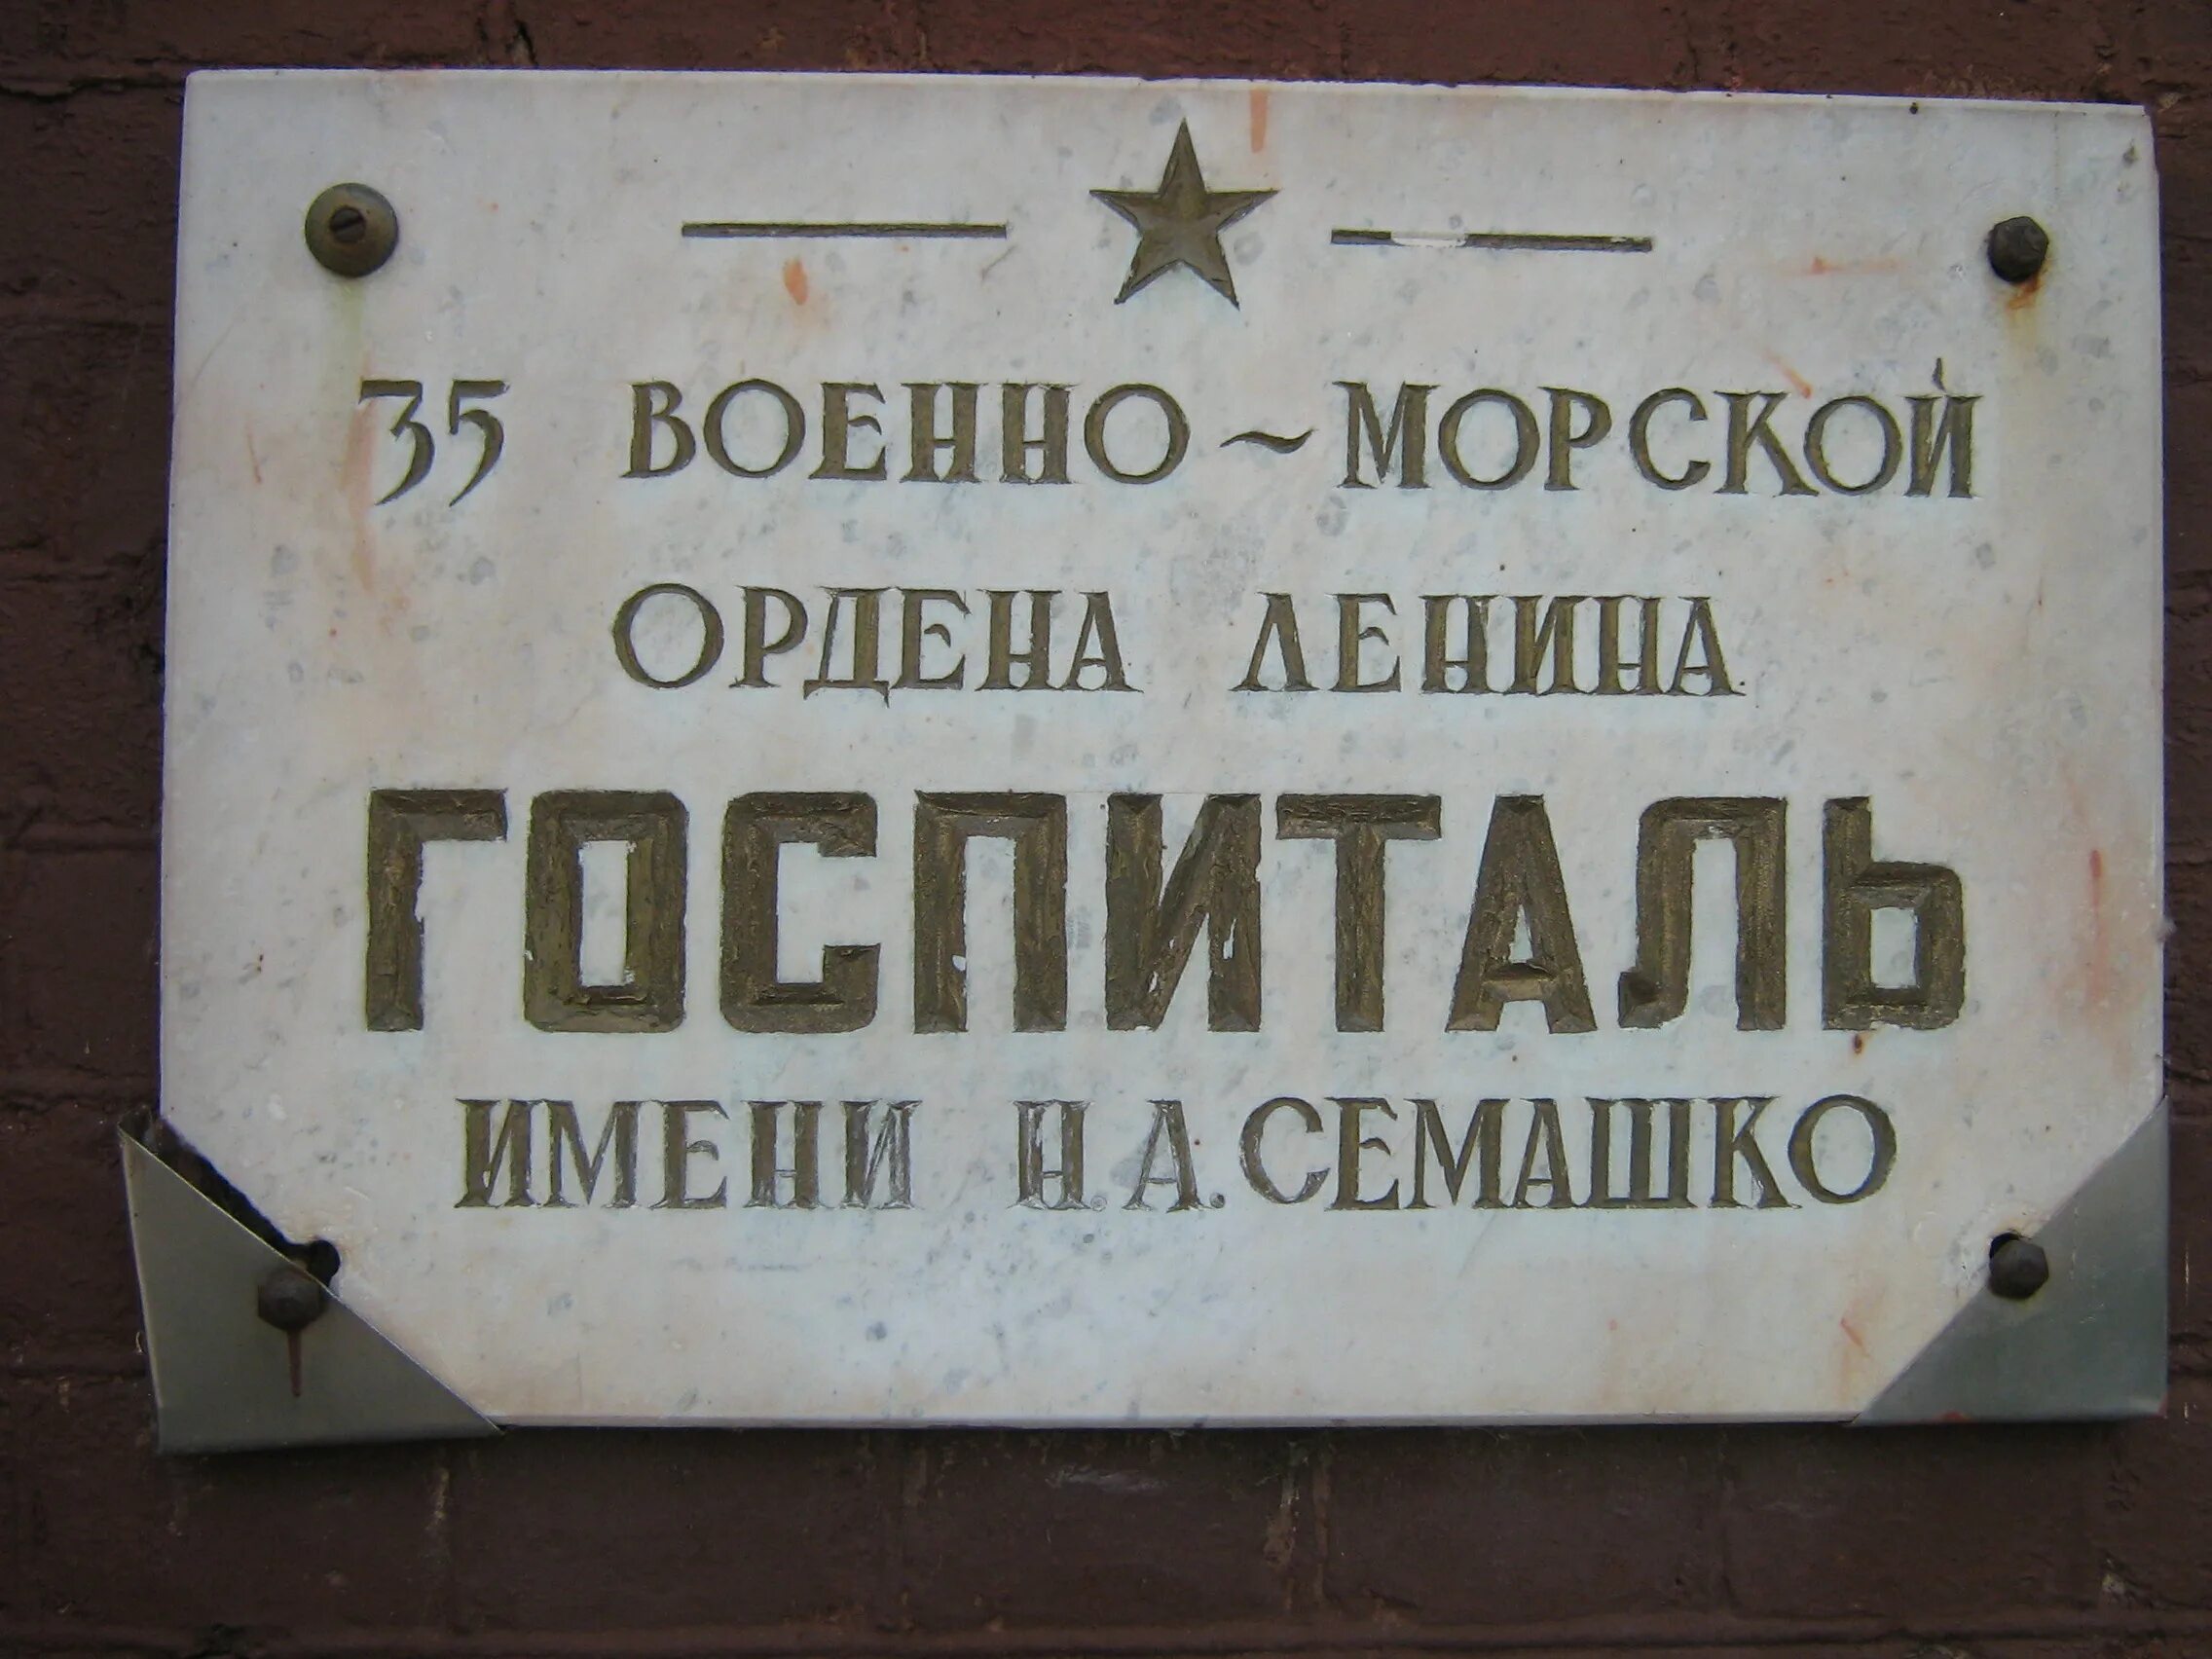 35 ВОЕННО~МОРСКОЙ
ОРДЕНА ЛЕНИНА
ГОСПИТАЛЬ
ИМЕНИ Н.А.СЕМАШКО